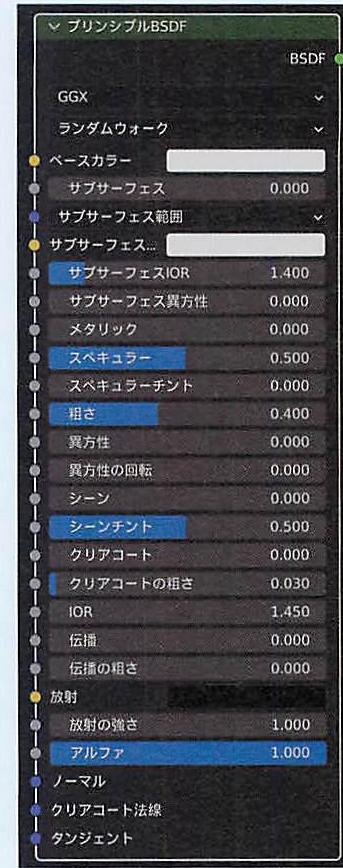 プリンシプルBSDF
BSDF
GGX
ランダムウォーク
ベースカラー
サブサーフェス 0.000
サブサーフェス範囲
サブサーフェス...
サブサーフェスIOR 1.400
サブサーフェス異方性 0.000
メタリック 0.000
スペキュラー 0.500
スペキュラーチント 0.000
粗さ 0.400
異方性 0.000
異方性の回転 0.000
シーン 0.000
シーンチント 0.500
クリアコート 0.000
クリアコートの粗さ 0.030
IOR 1.450
伝播 0.000
伝播の粗さ 0.000
放射
放射の強さ 1.000
アルファ 1.000
ノーマル
クリアコート法線
タンジェント